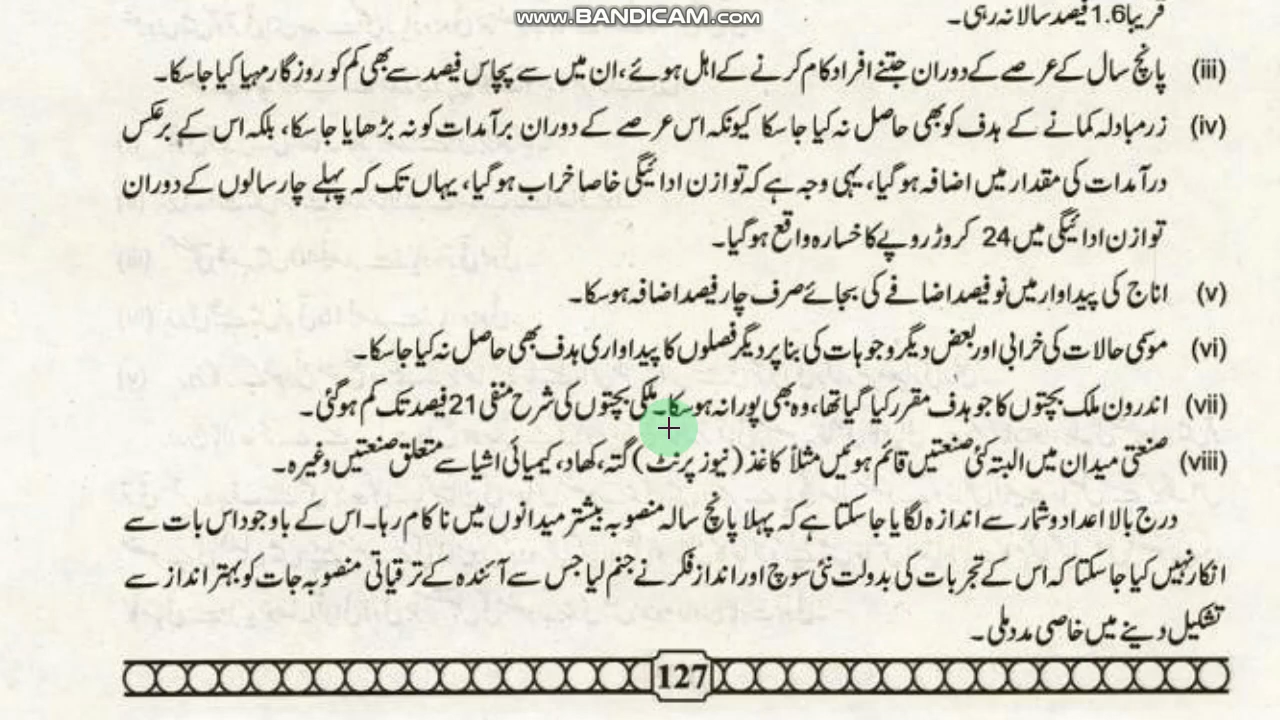 www.BANDICAM.com
قریباً 1.6 فیصد سالانہ رہی۔
(iii) پانچ سال کے عرصے کے دوران جتنے افراد کام کرنے کے اہل ہوئے، ان میں سے پچاس فیصد سے بھی کم کو روزگار مہیا کیا جاسکا۔
(iv) زرمبادلہ کمانے کے ہدف کو بھی حاصل نہ کیا جاسکا کیونکہ اس عرصے کے دوران برآمدات کو نہ بڑھایا جاسکا، بلکہ اس کے برعکس
درآمدات کی مقدار میں اضافہ ہوگیا، یہی وجہ ہے کہ توازن ادائیگی خاصا خراب ہوگیا، یہاں تک کہ پہلے چار سالوں کے دوران
توازن ادائیگی میں 24 کروڑ روپے کا خسارہ واقع ہوگیا۔
(v) اناج کی پیداوار میں نو فیصد اضافے کی بجائے صرف چار فیصد اضافہ ہوسکا۔
(vi) موسمی حالات کی خرابی اور بعض دیگر وجوہات کی بنا پر دیگر فصلوں کا پیداواری ہدف بھی حاصل نہ کیا جاسکا۔
(vii) اندرون ملک بچتوں کا جو ہدف مقرر کیا گیا تھا، وہ بھی پورا نہ ہوسکا۔ ملکی بچتوں کی شرح منفی 21 فیصد تک کم ہوگئی۔
(viii) صنعتی میدان میں البتہ کئی صنعتیں قائم ہوئیں مثلاً کاغذ (نیوز پرنٹ) گتہ، کھاد، کیمیائی اشیا سے متعلق صنعتیں وغیرہ۔
درج بالا اعداد و شمار سے اندازہ لگایا جاسکتا ہے کہ پہلا پانچ سالہ منصوبہ بیشتر میدانوں میں ناکام رہا۔ اس کے باوجود اس بات سے
انکار نہیں کیا جاسکتا کہ اس کے تجربات کی بدولت نئی سوچ اور انداز فکر نے جنم لیا جس سے آئندہ کے ترقیاتی منصوبہ جات کو بہتر انداز سے
تشکیل دینے میں خاصی مدد ملی۔
127